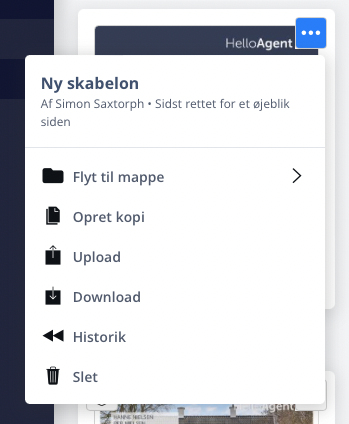 HelloAgent
Ny skabelon
Af Simon Saxtorph • Sidst rettet for et øjeblik
siden
Flyt til mappe
Opret kopi
Upload
Download
Historik
Slet
Agent